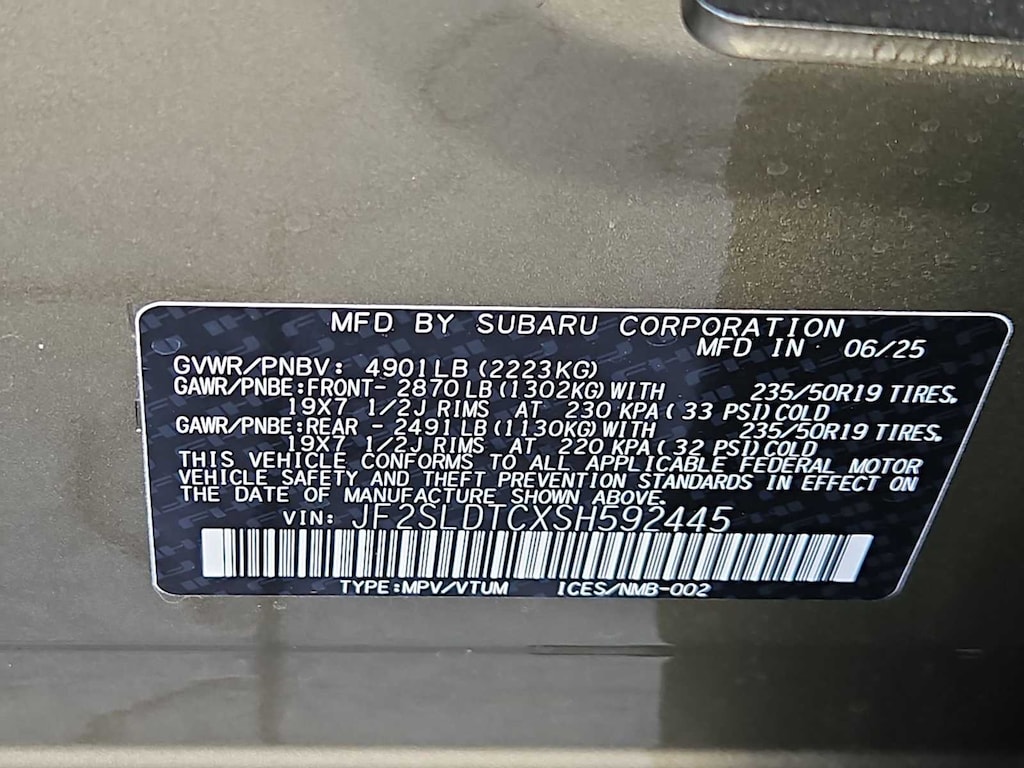 MFD BY SUBARU CORPORATION
MFD IN 06/25
GVWR/PNBV: 4901LB (2223KG)
GAWR/PNBE:FRONT- 2870LB(1302KG)WITH 235/50R19 TIRES.
19X7 1/2J RIMS AT 230 KPA( 33 PSI)COLD
GAWR/PNBE:REAR - 2491LB(1130KG)WITH 235/50R19 TIRES.
19X7 1/2J RIMS AT 220 KPA( 32 PSI)COLD
THIS VEHICLE CONFORMS TO ALL APPLICABLE FEDERAL MOTOR
VEHICLE SAFETY AND THEFT PREVENTION STANDARDS IN EFFECT ON
THE DATE OF MANUFACTURE SHOWN ABOVE.
VIN: JF2SLDTCXSH592445
TYPE:MPV/VTUM ICES/NMB-002